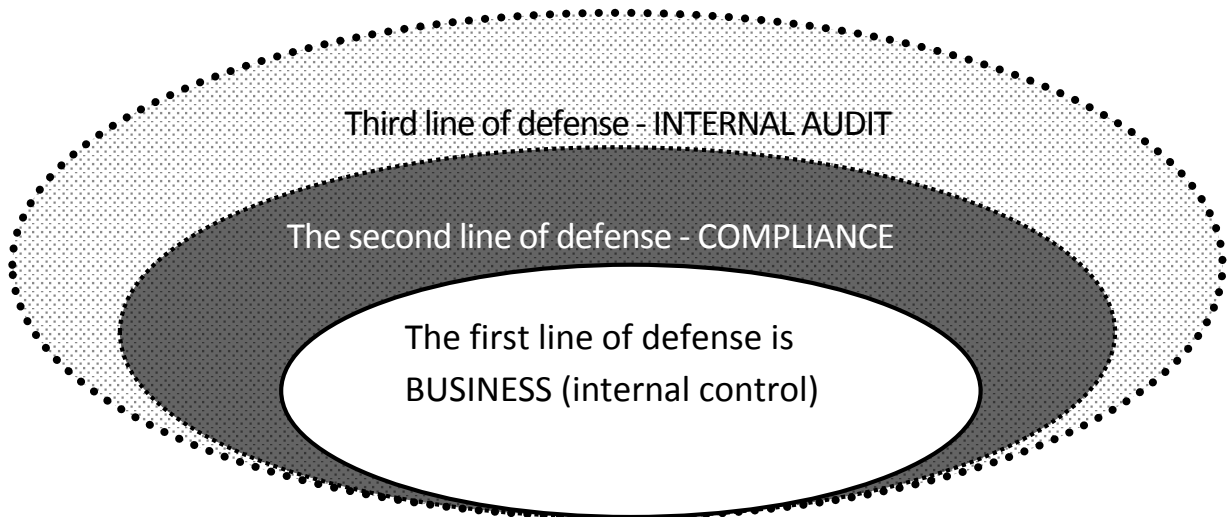 Third line of defense - INTERNAL AUDIT
The second line of defense - COMPLIANCE
The first line of defense is
BUSINESS (internal control)